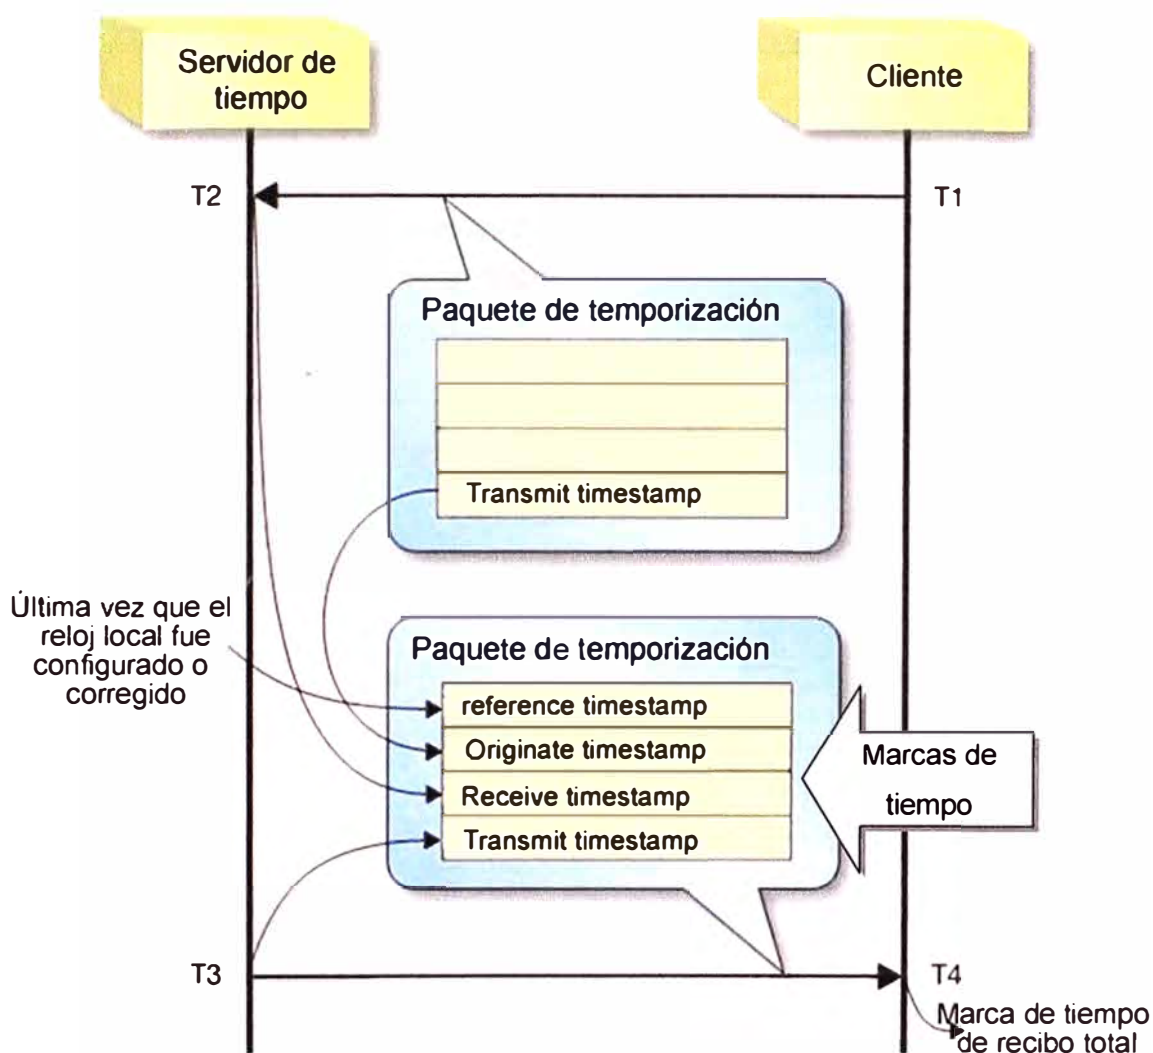 Servidor de
tiempo
Cliente
T2
T1
Paquete de temporización
Transmit timestamp
Última vez que el
reloj local fue
configurado o
corregido
Paquete de temporización
reference timestamp
Originate timestamp
Receive timestamp
Transmit timestamp
Marcas de
tiempo
T3
T4
Marca de tiempo
de recibo total